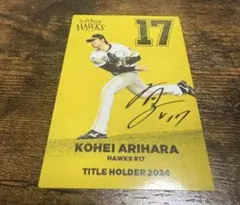 SoftBank
HAWKS
17
KOHEI ARIHARA
HAWKS #17
TITLE HOLDER 2024